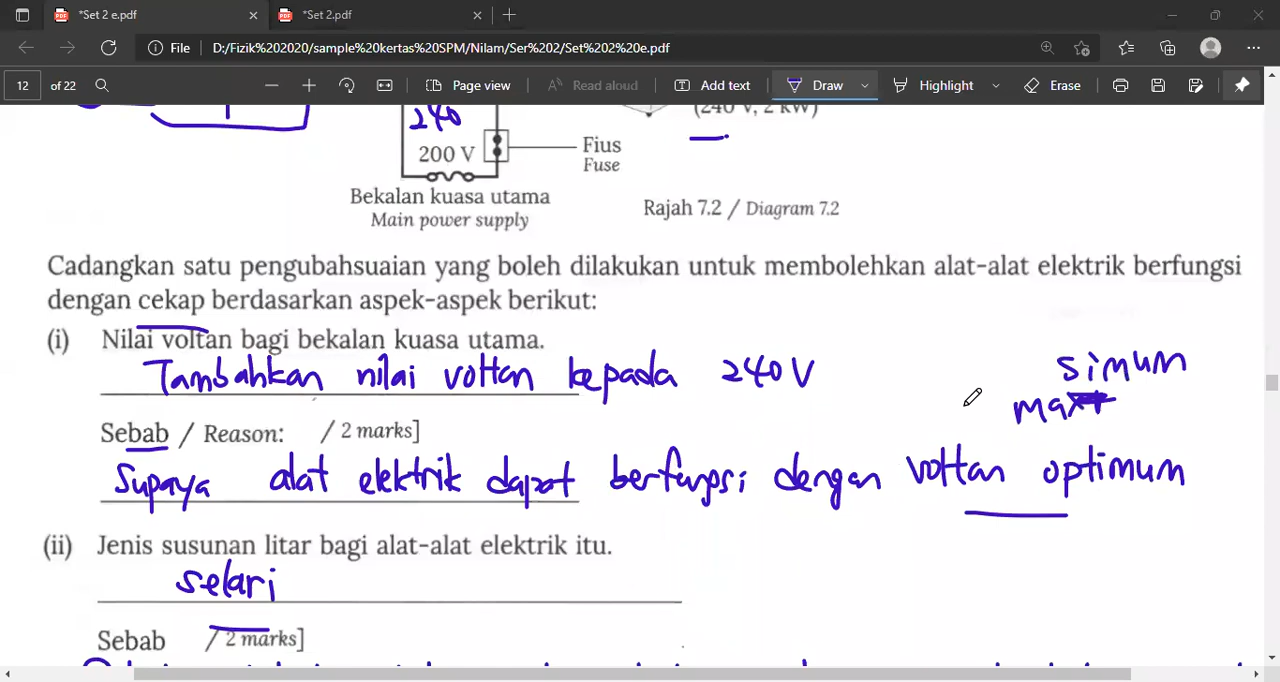 *Set 2 e.pdf
*Set 2.pdf
File D:/Fizik%202020/sample%20kertas%20SPM/Nilam/Ser%202/Set%202%20e.pdf
12 of 22 Page view Read aloud Add text Draw Highlight Erase
240 (240 V, 2 kW)
200 V Fius
Fuse
Bekalan kuasa utama
Main power supply
Rajah 7.2 / Diagram 7.2
Cadangkan satu pengubahsuaian yang boleh dilakukan untuk membolehkan alat-alat elektrik berfungsi
dengan cekap berdasarkan aspek-aspek berikut:
(i) Nilai voltan bagi bekalan kuasa utama.
Tambahkan nilai voltan kepada 240 V
simum
Sebab / Reason: / 2 marks]
Supaya alat elektrik dapat berfungsi dengan voltan optimum
(ii) Jenis susunan litar bagi alat-alat elektrik itu.
selari
Sebab / 2 marks]